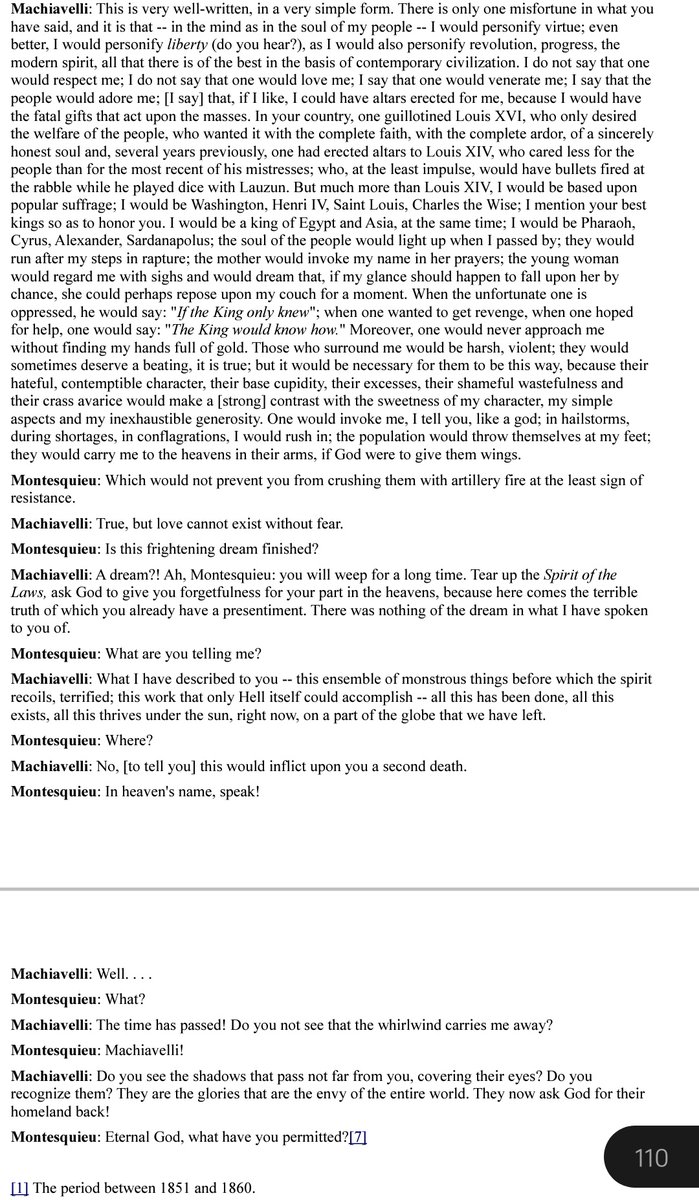 Machiavelli: This is very well-written, in a very simple form. There is only one misfortune in what you
have said, and it is that -- in the mind as in the soul of my people -- I would personify virtue; even
better, I would personify liberty (do you hear?), as I would also personify revolution, progress, the
modern spirit, all that there is of the best in the basis of contemporary civilization. I do not say that one
would respect me; I do not say that one would love me; I say that one would venerate me; I say that the
people would adore me; [I say] that, if I like, I could have altars erected for me, because I would have
the fatal gifts that act upon the masses. In your country, one guillotined Louis XVI, who only desired
the welfare of the people, who wanted it with the complete faith, with the complete ardor, of a sincerely
honest soul and, several years previously, one had erected altars to Louis XIV, who cared less for the
people than for the most recent of his mistresses; who, at the least impulse, would have bullets fired at
the rabble while he played dice with Lauzun. But much more than Louis XIV, I would be based upon
popular suffrage; I would be Washington, Henri IV, Saint Louis, Charles the Wise; I mention your best
kings so as to honor you. I would be a king of Egypt and Asia, at the same time; I would be Pharaoh,
Cyrus, Alexander, Sardanapolus; the soul of the people would light up when I passed by; they would
run after my steps in rapture; the mother would invoke my name in her prayers; the young woman
would regard me with sighs and would dream that, if my glance should happen to fall upon her by
chance, she could perhaps repose upon my couch for a moment. When the unfortunate one is
oppressed, he would say: "If the King only knew"; when one wanted to get revenge, when one hoped
for help, one would say: "The King would know how." Moreover, one would never approach me
without finding my hands full of gold. Those who surround me would be harsh, violent; they would
sometimes deserve a beating, it is true; but it would be necessary for them to be this way, because their
hateful, contemptible character, their base cupidity, their excesses, their shameful wastefulness and
their crass avarice would make a [strong] contrast with the sweetness of my character, my simple
aspects and my inexhaustible generosity. One would invoke me, I tell you, like a god; in hailstorms,
during shortages, in conflagrations, I would rush in; the population would throw themselves at my feet;
they would carry me to the heavens in their arms, if God were to give them wings.
Montesquieu: Which would not prevent you from crushing them with artillery fire at the least sign of
resistance.
Machiavelli: True, but love cannot exist without fear.
Montesquieu: Is this frightening dream finished?
Machiavelli: A dream?! Ah, Montesquieu: you will weep for a long time. Tear up the Spirit of the
Laws, ask God to give you forgetfulness for your part in the heavens, because here comes the terrible
truth of which you already have a presentiment. There was nothing of the dream in what I have spoken
to you of.
Montesquieu: What are you telling me?
Machiavelli: What I have described to you -- this ensemble of monstrous things before which the spirit
recoils, terrified; this work that only Hell itself could accomplish -- all this has been done, all this
exists, all this thrives under the sun, right now, on a part of the globe that we have left.
Montesquieu: Where?
Machiavelli: No, [to tell you] this would inflict upon you a second death.
Montesquieu: In heaven's name, speak!
Machiavelli: Well. . . .
Montesquieu: What?
Machiavelli: The time has passed! Do you not see that the whirlwind carries me away?
Montesquieu: Machiavelli!
Machiavelli: Do you see the shadows that pass not far from you, covering their eyes? Do you
recognize them? They are the glories that are the envy of the entire world. They now ask God for their
homeland back!
Montesquieu: Eternal God, what have you permitted?[7]
110
[1] The period between 1851 and 1860.